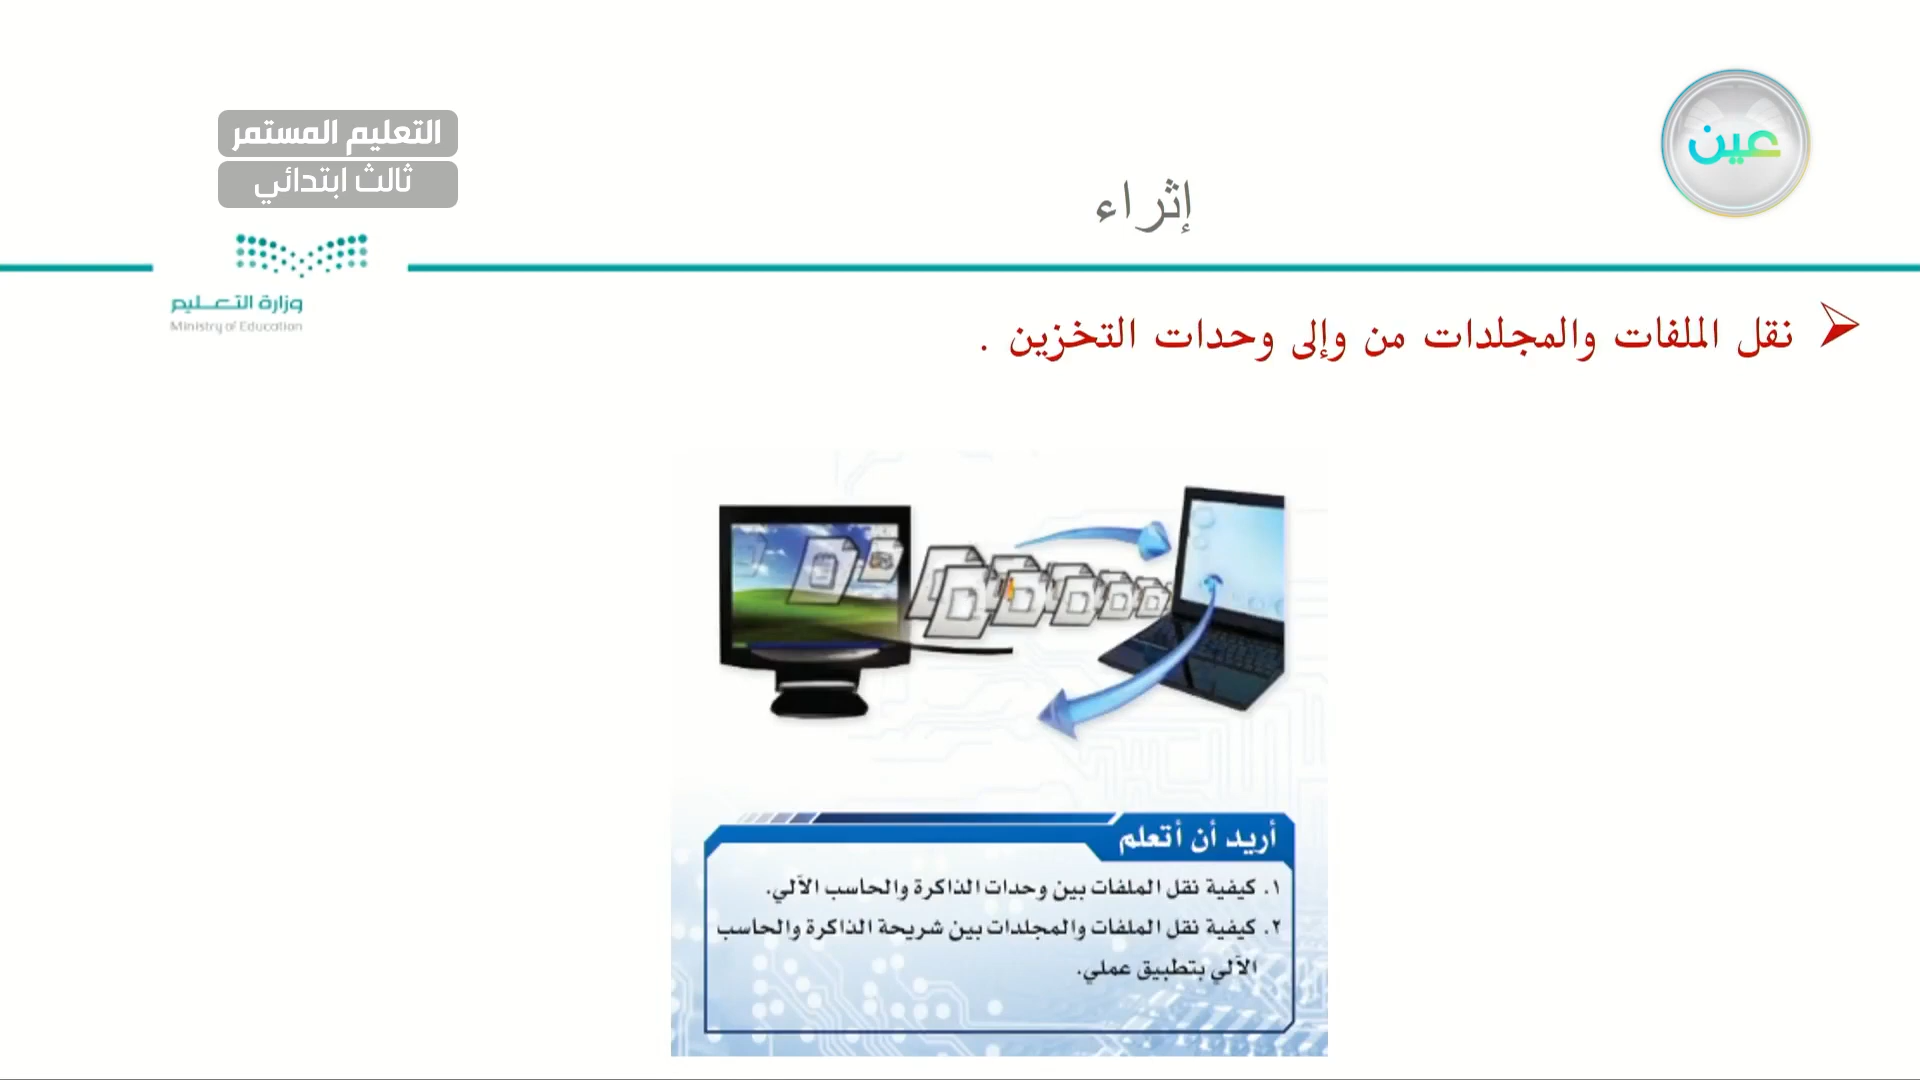 عين
التعليم المستمر
ثالث ابتدائي
إثراء
وزارة التعـــليم
Ministry of Education
نقل الملفات والمجلدات من وإلى وحدات التخزين .
أريد أن أتعلم
١. كيفية نقل الملفات بين وحدات الذاكرة والحاسب الآلي.
٢. كيفية نقل الملفات والمجلدات بين شريحة الذاكرة والحاسب
الآلي بتطبيق عملي.